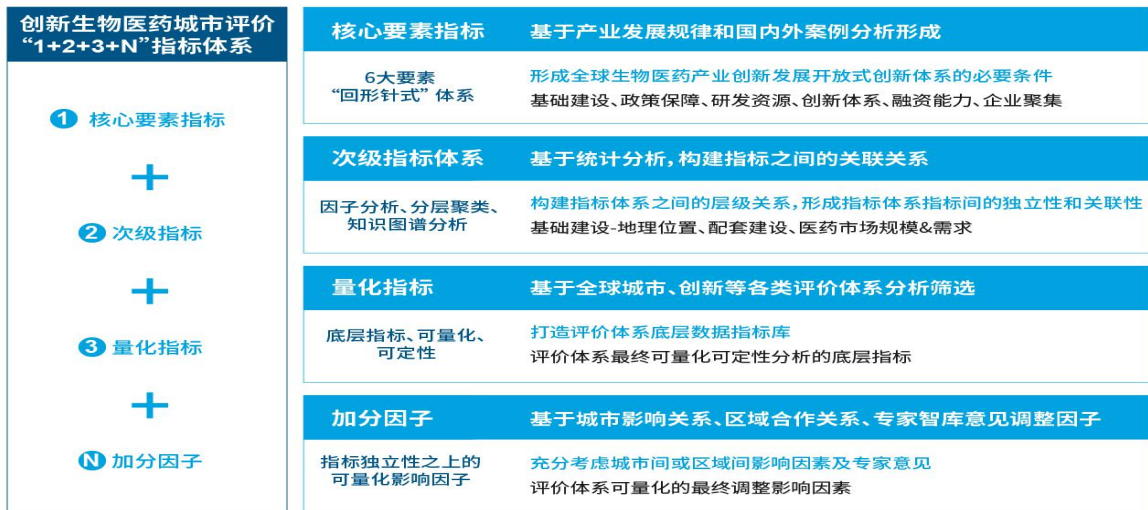 创新生物医药城市评价
“1+2+3+N”指标体系
1 核心要素指标
+
2 次级指标
+
3 量化指标
+
N 加分因子
核心要素指标 基于产业发展规律和国内外案例分析形成
6大要素
“回形针式”体系
形成全球生物医药产业创新发展开放式创新体系的必要条件
基础建设、政策保障、研发资源、创新体系、融资能力、企业聚集
次级指标体系 基于统计分析,构建指标之间的关联关系
因子分析、分层聚类、
知识图谱分析
构建指标体系之间的层级关系,形成指标体系指标间的独立性和关联性
基础建设-地理位置、配套建设、医药市场规模&需求
量化指标 基于全球城市、创新等各类评价体系分析筛选
底层指标、可量化、
可定性
打造评价体系底层数据指标库
评价体系最终可量化可定性分析的底层指标
加分因子 基于城市影响关系、区域合作关系、专家智库意见调整因子
指标独立性之上的
可量化影响因子
充分考虑城市间或区域间影响因素及专家意见
评价体系可量化的最终调整影响因素